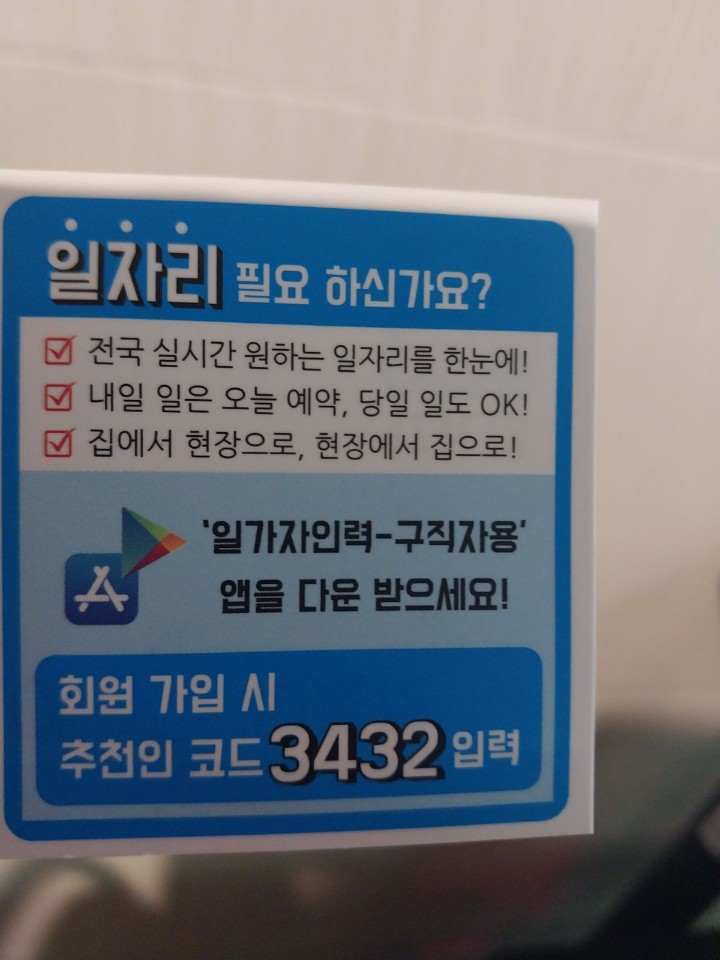 일자리 필요 하신가요?
전국 실시간 원하는 일자리를 한눈에!
내일 일은 오늘 예약, 당일 일도 OK!
집에서 현장으로, 현장에서 집으로!
'일가자인력-구직자용'
앱을 다운 받으세요!
회원 가입 시
추천인 코드 3432 입력